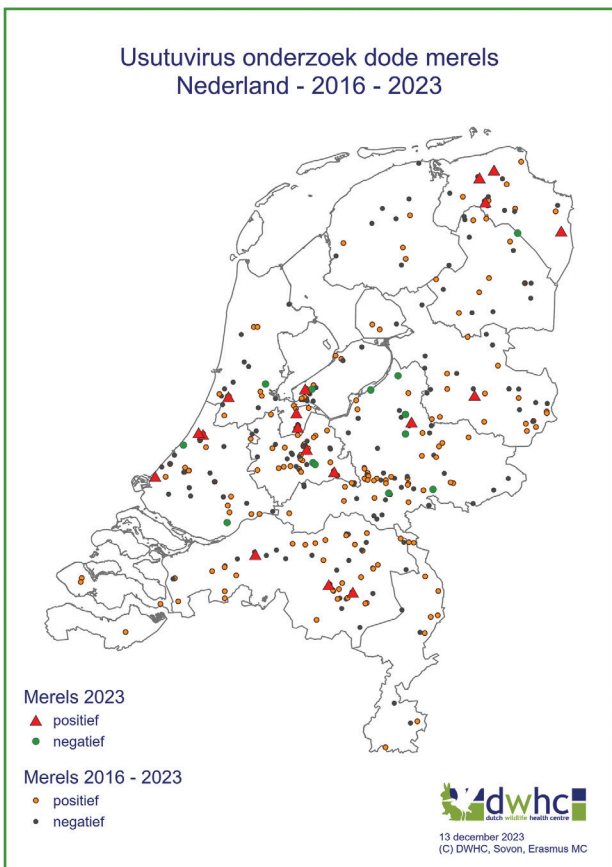 Usutuvirus onderzoek dode merels
Nederland - 2016 - 2023
Merels 2023
positief
negatief
Merels 2016 - 2023
positief
negatief
dwhc
dutch wildlife health centre
13 december 2023
(C) DWHC, Sovon, Erasmus MC